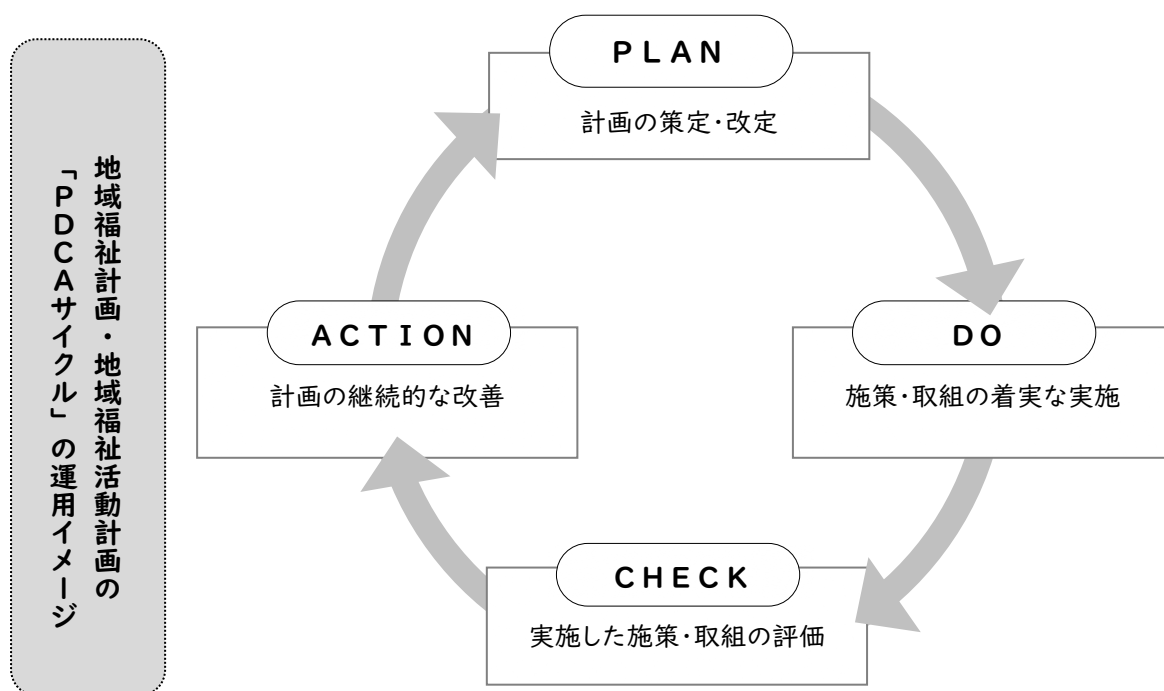 地域福祉計画・地域福祉活動計画の
「PDCAサイクル」の運用イメージ
PLAN
計画の策定・改定
DO
施策・取組の着実な実施
CHECK
実施した施策・取組の評価
ACTION
計画の継続的な改善